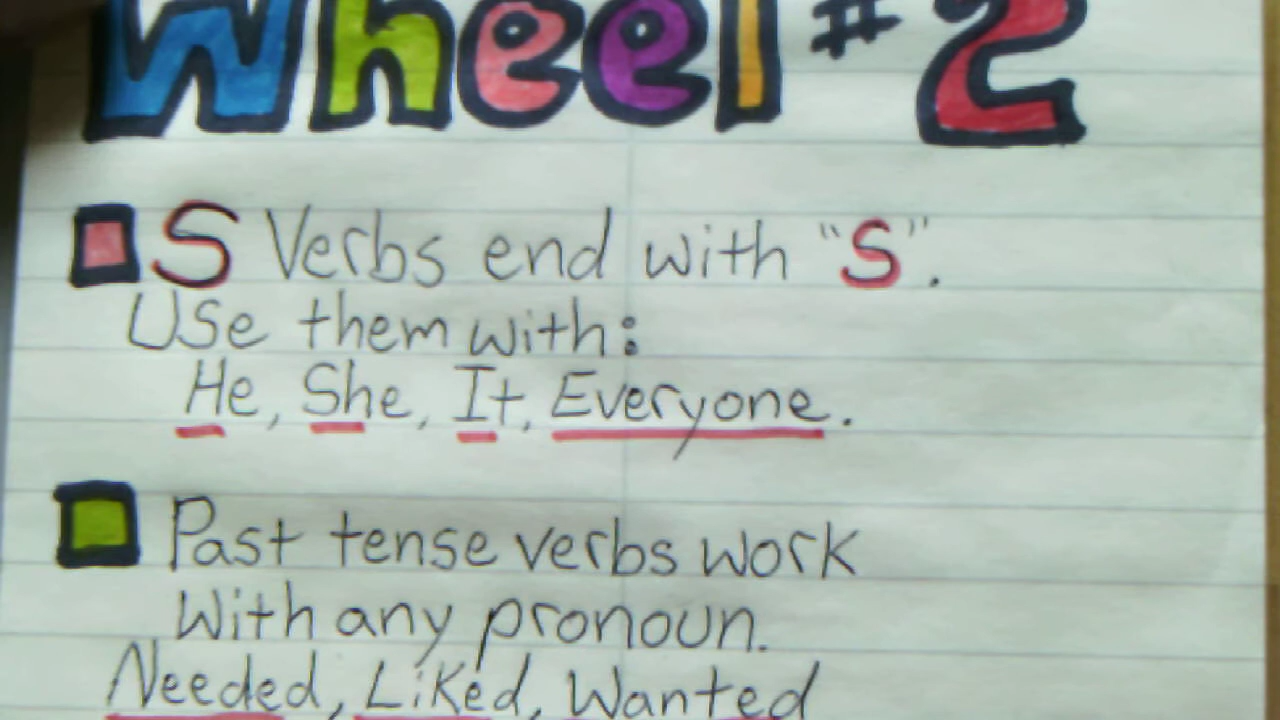 Wheel #2
S Verbs end with "S".
Use them with:
He, She, It, Everyone.
Past tense verbs work
With any pronoun.
Needed, Liked, Wanted